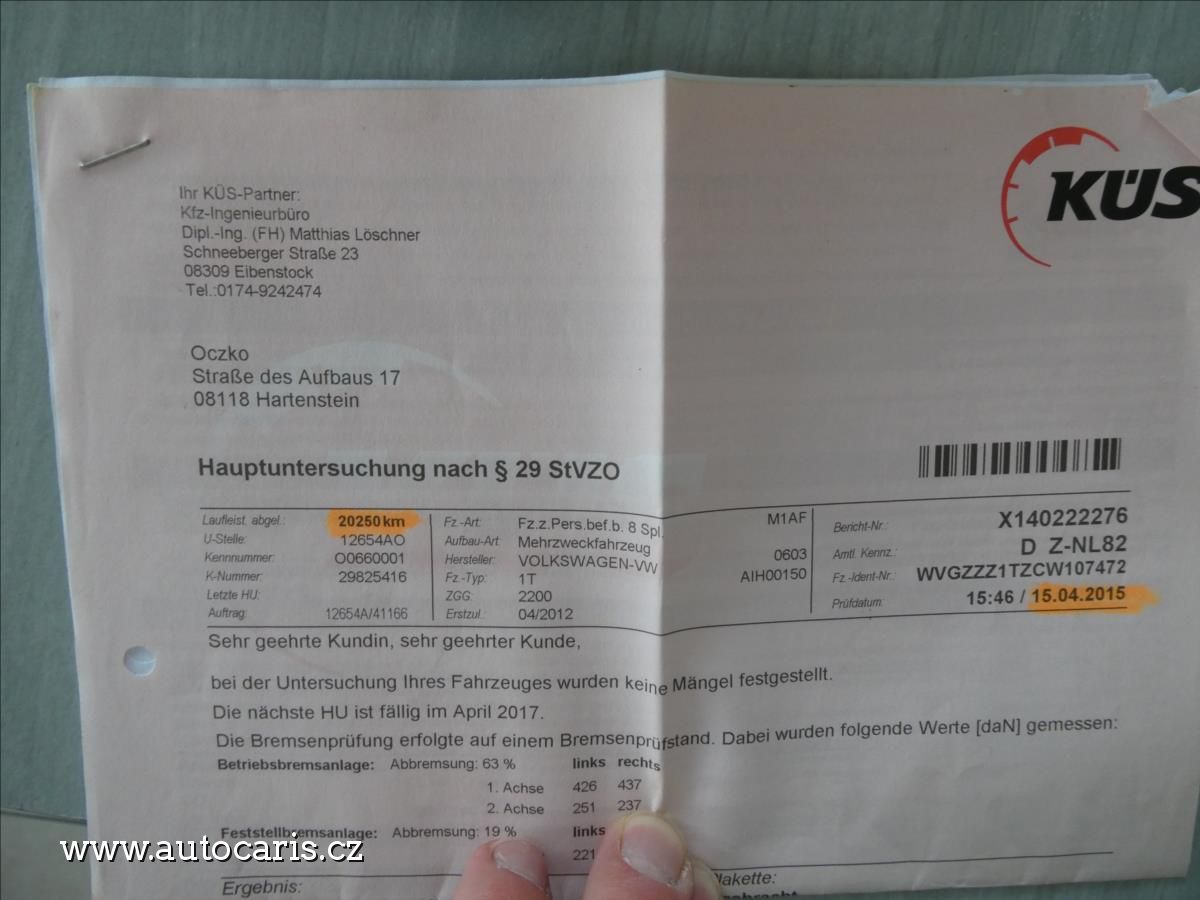 KÜS
Ihr KÜS-Partner:
Kfz-Ingenieurbüro
Dipl.-Ing. (FH) Matthias Löschner
Schneeberger Straße 23
08309 Eibenstock
Tel.:0174-9242474
Oczko
Straße des Aufbaus 17
08118 Hartenstein
Hauptuntersuchung nach § 29 StVZO
Laufleist. abgel.: 20250 km
U-Stelle: 12654AO
Kennnummer: O0660001
K-Nummer: 29825416
Letzte HU:
Auftrag: 12654A/41166
Fz.-Art: Fz.z.Pers.bef.b. 8 Spl. M1AF
Aufbau-Art: Mehrzweckfahrzeug
Hersteller: VOLKSWAGEN-VW 0603
Fz.-Typ: 1T AIH00150
ZGG: 2200
Erstzul.: 04/2012
Bericht-Nr.: X140222276
Amtl. Kennz.: D Z-NL82
Fz.-Ident-Nr.: WVGZZZ1TZCW107472
Prüfdatum: 15:46 / 15.04.2015
Sehr geehrte Kundin, sehr geehrter Kunde,
bei der Untersuchung Ihres Fahrzeuges wurden keine Mängel festgestellt.
Die nächste HU ist fällig im April 2017.
Die Bremsenprüfung erfolgte auf einem Bremsenprüfstand. Dabei wurden folgende Werte [daN] gemessen:
Betriebsbremsanlage: Abbremsung: 63 % links rechts
1. Achse 426 437
2. Achse 251 237
Feststellbremsanlage: Abbremsung: 19 % links
221
Ergebnis:
www.autocaris.cz